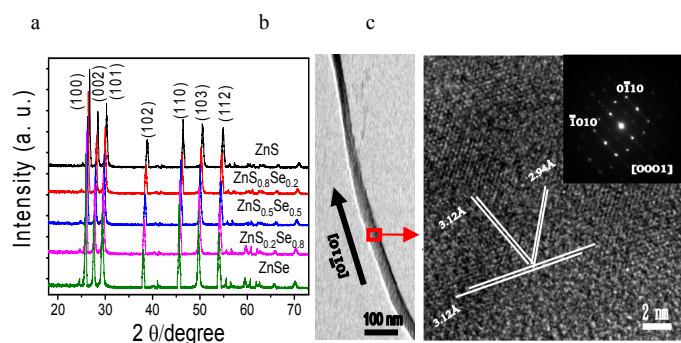 a
b
c
Intensity (a. u.)
(100)
(002)
(101)
(102)
(110)
(103)
(112)
ZnS
ZnS0.8Se0.2
ZnS0.5Se0.5
ZnS0.2Se0.8
ZnSe
20
30
40
50
60
70
2 θ/degree
[01̄10]
100 nm
3.12Å
2.94Å
3.12Å
2 nm
01̄10
1̄010
[0001]